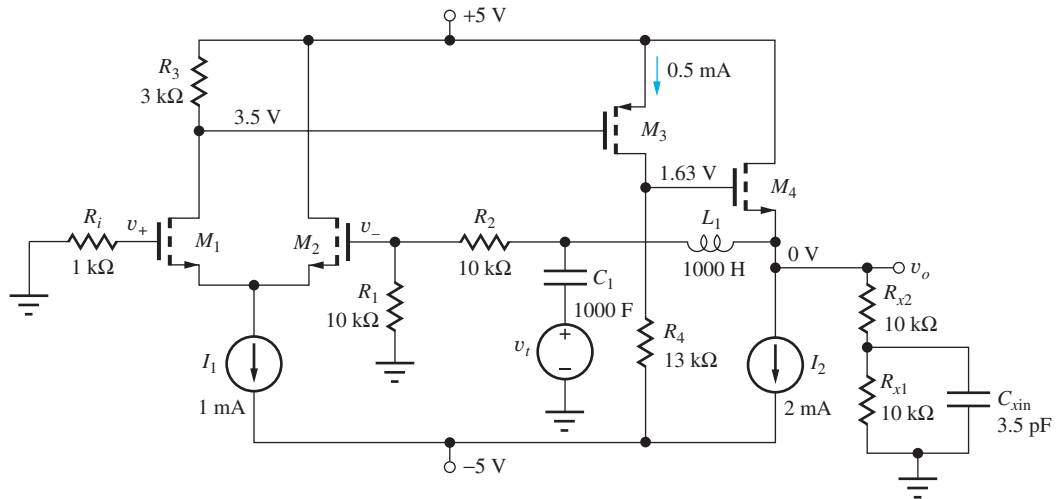 +5 V
R3
3 kΩ
0.5 mA
3.5 V
M3
1.63 V
M4
Ri
v+
1 kΩ
M1
M2
v−
R2
10 kΩ
L1
1000 H
0 V
vo
R1
10 kΩ
C1
1000 F
Rx2
10 kΩ
I1
1 mA
vt
+
−
R4
13 kΩ
I2
2 mA
Rx1
10 kΩ
Cxin
3.5 pF
−5 V